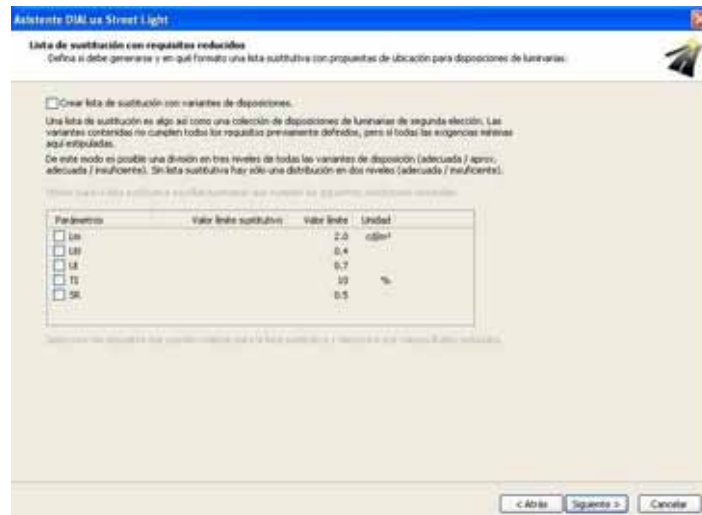 Asistente DIALux Street Light
Lista de sustitución con requisitos reducidos
Defina si debe generarse y en qué formato una lista sustitutiva con propuestas de ubicación para disposiciones de luminarias.
Crear lista de sustitución con variantes de disposiciones.
Una lista de sustitución es algo así como una colección de disposiciones de luminarias de segunda elección. Las
variantes contenidas no cumplen todos los requisitos previamente definidos, pero sí todas las exigencias mínimas
aquí estipuladas.
De este modo es posible una división en tres niveles de todas las variantes de disposición (adecuada / aprox.
adecuada / insuficiente). Sin lista sustitutiva hay sólo una distribución en dos niveles (adecuada / insuficiente).
Parámetros Valor límite sustitutivo Valor límite Unidad
Lm 2.0 cd/m²
U0 0.4
UI 0.7
TI 10 %
SR 0.5
< Atrás Siguiente > Cancelar